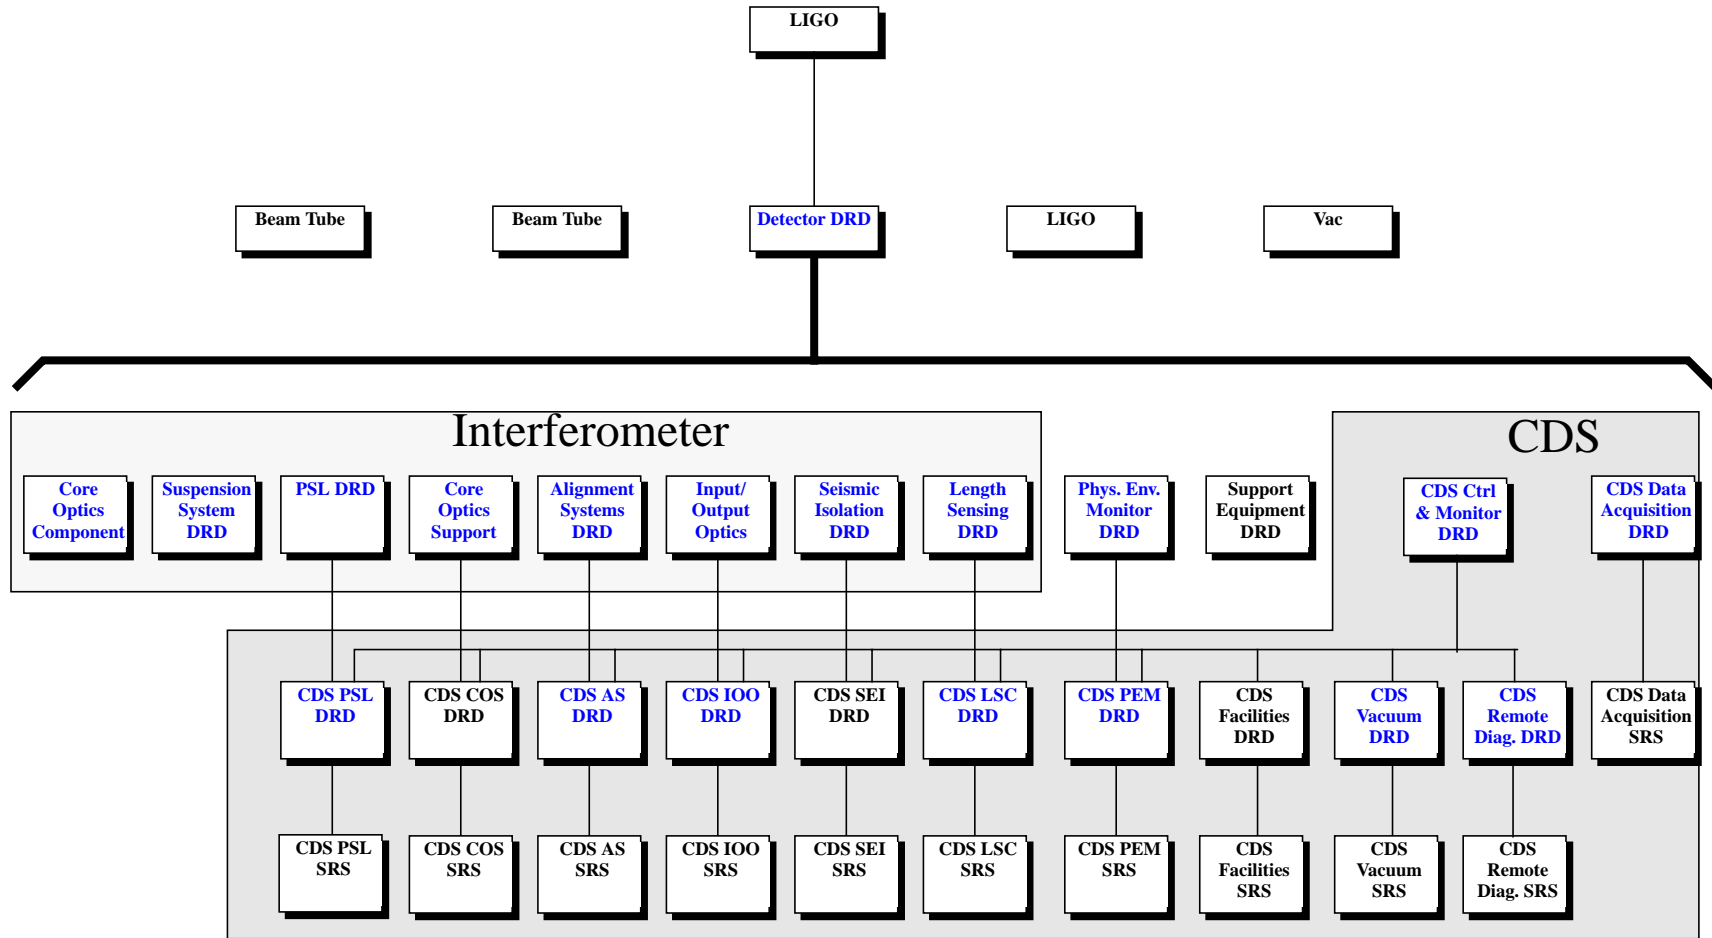 LIGO
Beam Tube
Beam Tube
Detector DRD
LIGO
Vac
Interferometer
CDS
Core
Optics
Component
Suspension
System
DRD
PSL DRD
Core
Optics
Support
Alignment
Systems
DRD
Input/
Output
Optics
Seismic
Isolation
DRD
Length
Sensing
DRD
Phys. Env.
Monitor
DRD
Support
Equipment
DRD
CDS Ctrl
& Monitor
DRD
CDS Data
Acquisition
DRD
CDS PSL
DRD
CDS COS
DRD
CDS AS
DRD
CDS IOO
DRD
CDS SEI
DRD
CDS LSC
DRD
CDS PEM
DRD
CDS
Facilities
DRD
CDS
Vacuum
DRD
CDS
Remote
Diag. DRD
CDS Data
Acquisition
SRS
CDS PSL
SRS
CDS COS
SRS
CDS AS
SRS
CDS IOO
SRS
CDS SEI
SRS
CDS LSC
SRS
CDS PEM
SRS
CDS
Facilities
SRS
CDS
Vacuum
SRS
CDS
Remote
Diag. SRS